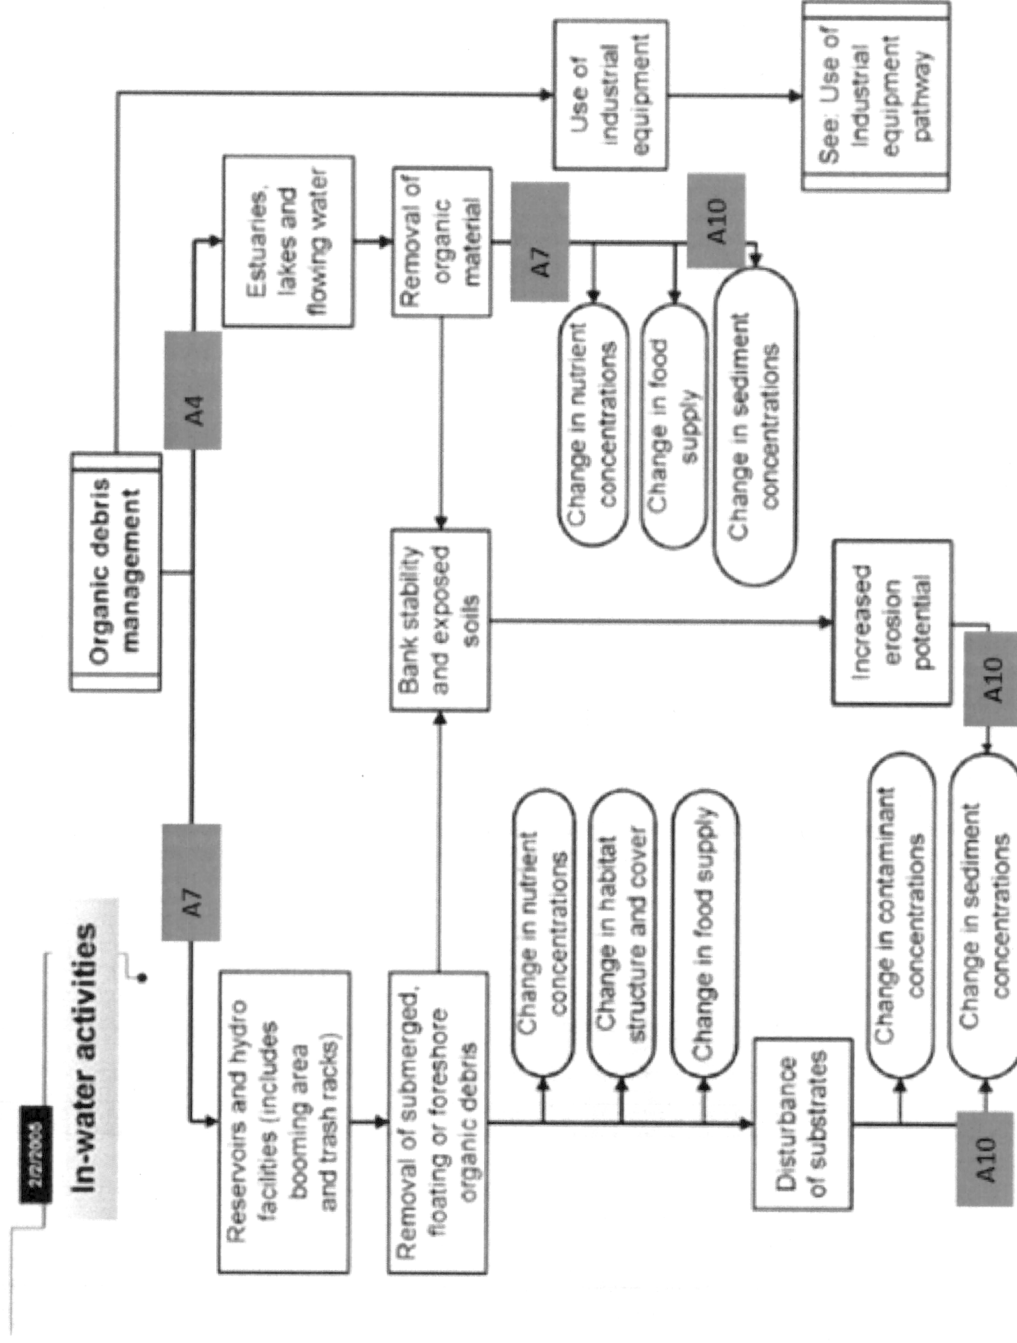 2/2/2005
In-water activities
Organic debris
management
A7
A4
Reservoirs and hydro
facilities (includes
booming area
and trash racks)
Estuaries,
lakes and
flowing water
Removal of submerged,
floating or foreshore
organic debris
Bank stability
and exposed
soils
Removal of
organic
material
Use of
industrial
equipment
A7
Change in nutrient
concentrations
Change in habitat
structure and cover
Change in food supply
Change in nutrient
concentrations
Change in food
supply
A10
Change in sediment
concentrations
Disturbance
of substrates
Increased
erosion
potential
See: Use of
Industrial
equipment
pathway
Change in contaminant
concentrations
A10
Change in sediment
concentrations
A10